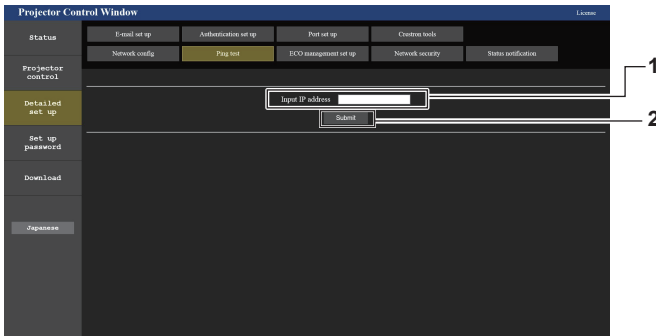 Projector Control Window
License
Status
E-mail set up
Authentication set up
Port set up
Crestron tools
Network config
Ping test
ECO management set up
Network security
Status notification
Projector
control
Detailed
set up
Set up
password
Download
Japanese
Input IP address
Submit
1
2